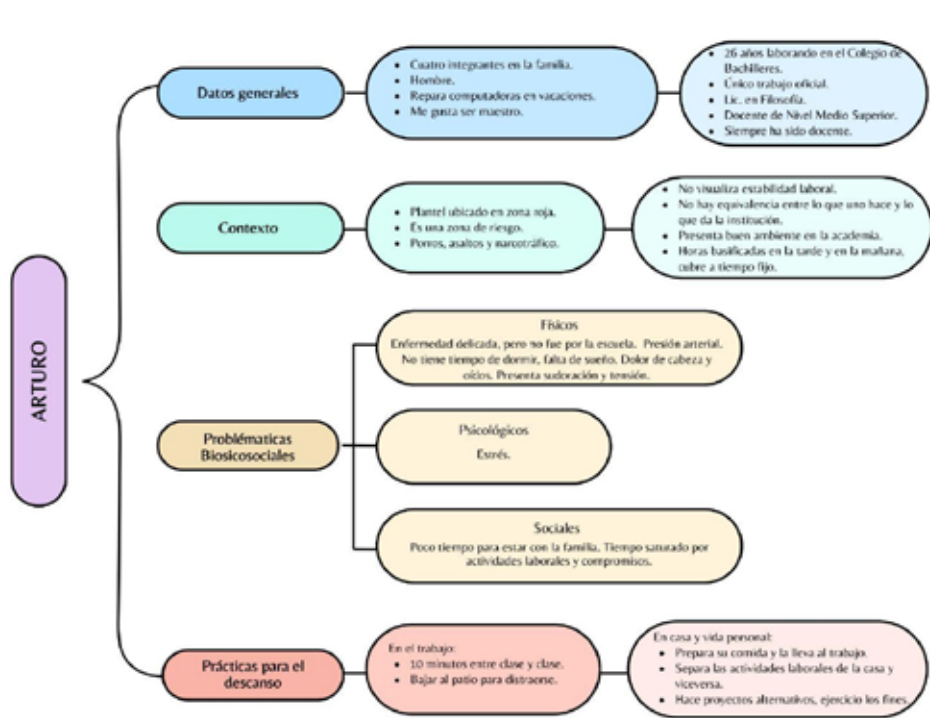 ARTURO
Datos generales
• Cuatro integrantes en la familia.
• Hombre.
• Repara computadoras en vacaciones.
• Me gusta ser maestro.
• 26 años laborando en el Colegio de
Bachilleres.
• Único trabajo oficial.
• Lic. en Filosofía.
• Docente de Nivel Medio Superior.
• Siempre ha sido docente.
Contexto
• Plantel ubicado en zona roja.
• Es una zona de riesgo.
• Porros, asaltos y narcotráfico.
• No visualiza estabilidad laboral.
• No hay equivalencia entre lo que uno hace y lo
que da la institución.
• Presenta buen ambiente en la academia.
• Horas basificadas en la tarde y en la mañana,
cubre a tiempo fijo.
Problématicas
Biosicosociales
Físicos
Enfermedad delicada, pero no fue por la escuela. Presión arterial.
No tiene tiempo de dormir, falta de sueño. Dolor de cabeza y
oídos. Presenta sudoración y tensión.
Psicológicos
Estrés.
Sociales
Poco tiempo para estar con la familia. Tiempo saturado por
actividades laborales y compromisos.
Prácticas para el
descanso
En el trabajo:
• 10 minutos entre clase y clase.
• Bajar al patio para distraerse.
En casa y vida personal:
• Prepara su comida y la lleva al trabajo.
• Separa las actividades laborales de la casa y
viceversa.
• Hace proyectos alternativos, ejercicio los fines.